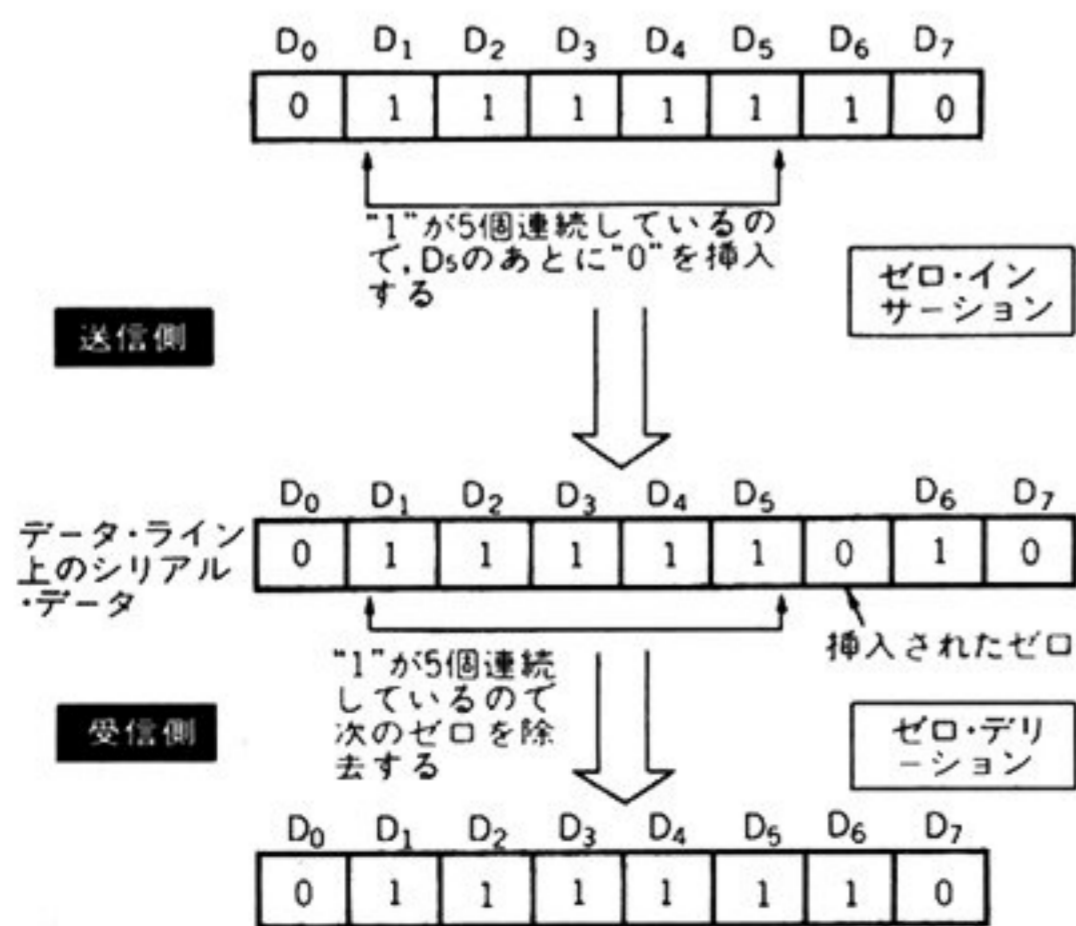 D₀ D₁ D₂ D₃ D₄ D₅ D₆ D₇
0 1 1 1 1 1 1 0
"1"が5個連続しているの
で,D₅のあとに"0"を挿入
する
ゼロ・イン
サーション
送信側
D₀ D₁ D₂ D₃ D₄ D₅ D₆ D₇
データ・ライン
上のシリアル
・データ
0 1 1 1 1 1 0 1 0
挿入されたゼロ
"1"が5個連続
しているので
次のゼロを除
去する
受信側
ゼロ・デリ
ーション
D₀ D₁ D₂ D₃ D₄ D₅ D₆ D₇
0 1 1 1 1 1 1 0